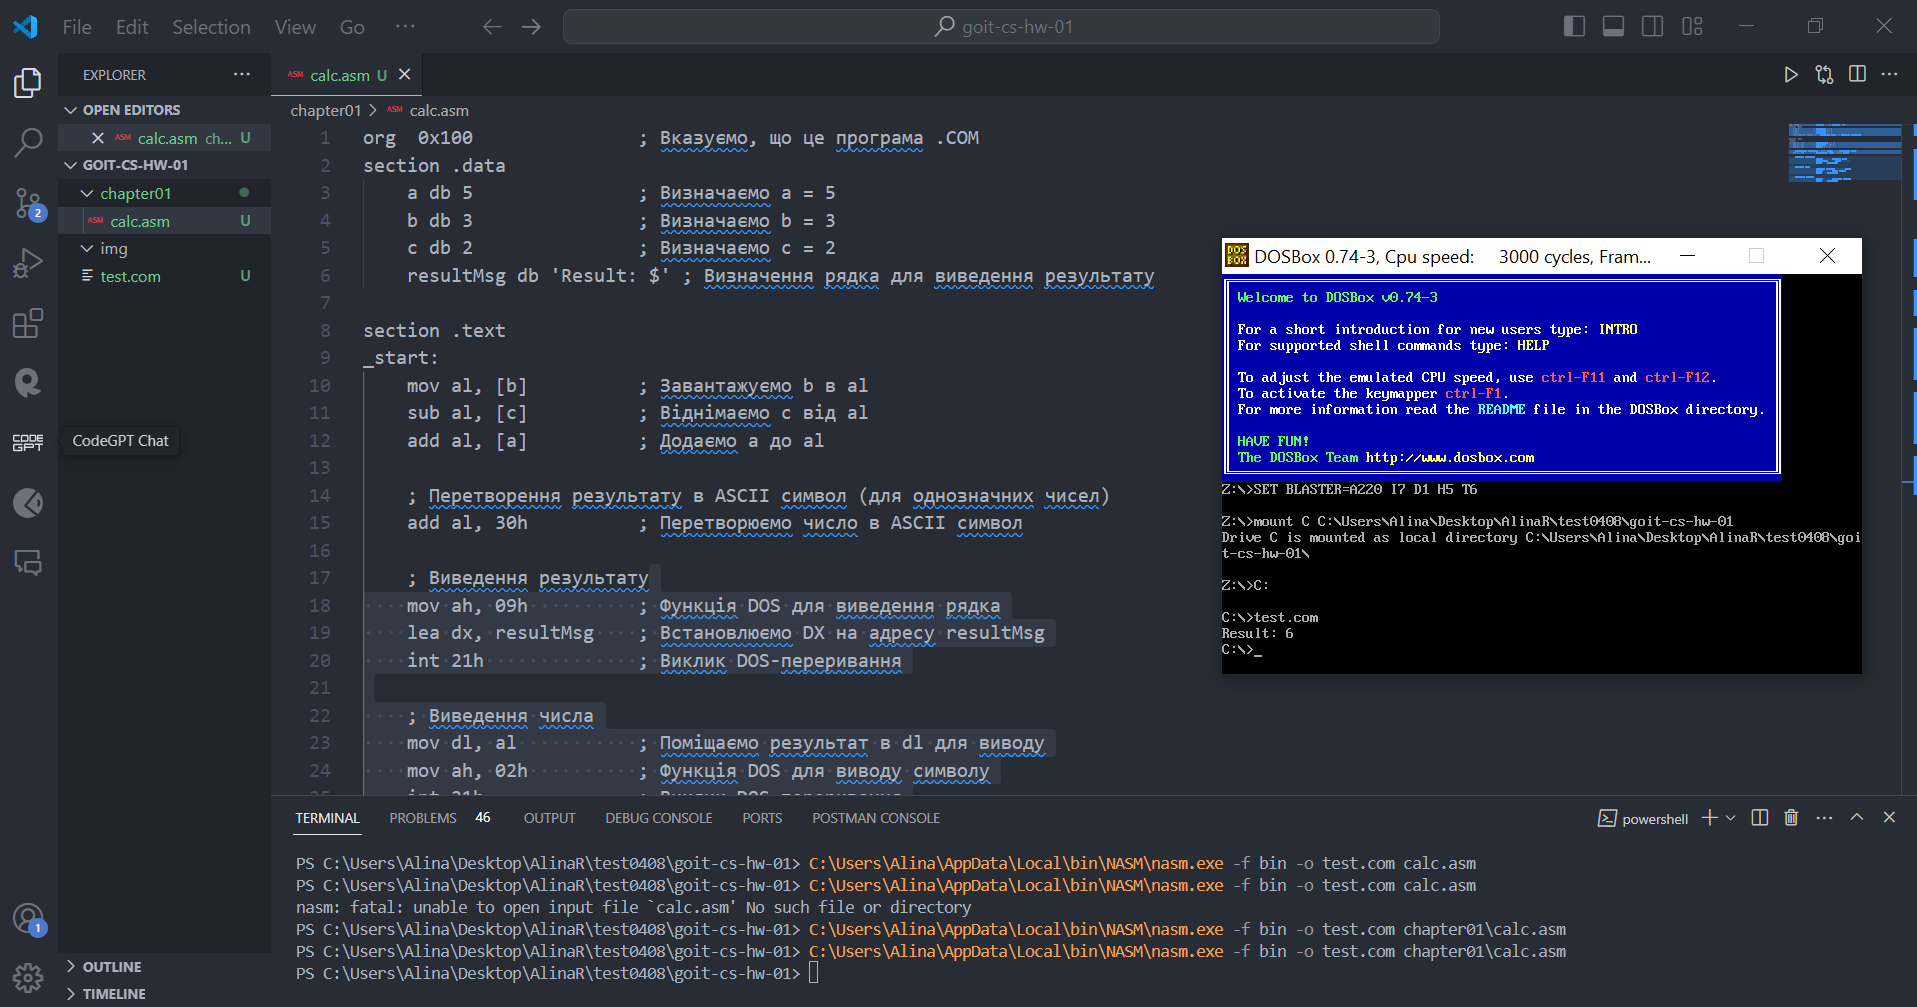 File Edit Selection View Go ··· goit-cs-hw-01
EXPLORER ···
OPEN EDITORS
ASM calc.asm ch... U
GOIT-CS-HW-01
chapter01
ASM calc.asm U
img
test.com U
OUTLINE
TIMELINE
2
CODE GPT
CodeGPT Chat
1
ASM calc.asm U
chapter01 > ASM calc.asm
1 org  0x100 ; Вказуємо, що це програма .COM
2 section .data
3 a db 5 ; Визначаємо a = 5
4 b db 3 ; Визначаємо b = 3
5 c db 2 ; Визначаємо c = 2
6 resultMsg db 'Result: $' ; Визначення рядка для виведення результату
7
8 section .text
9 _start:
10 mov al, [b] ; Завантажуємо b в al
11 sub al, [c] ; Віднімаємо c від al
12 add al, [a] ; Додаємо a до al
13
14 ; Перетворення результату в ASCII символ (для однозначних чисел)
15 add al, 30h ; Перетворюємо число в ASCII символ
16
17 ; Виведення результату
18 mov ah, 09h ; Функція DOS для виведення рядка
19 lea dx, resultMsg ; Встановлюємо DX на адресу resultMsg
20 int 21h ; Виклик DOS-переривання
21
22 ; Виведення числа
23 mov dl, al ; Поміщаємо результат в dl для виводу
24 mov ah, 02h ; Функція DOS для виводу символу
25 int 21h ; Виклик DOS-переривання
DOS BOX
DOSBox 0.74-3, Cpu speed: 3000 cycles, Fram...
Welcome to DOSBox v0.74-3
For a short introduction for new users type: INTRO
For supported shell commands type: HELP
To adjust the emulated CPU speed, use ctrl-F11 and ctrl-F12.
To activate the keymapper ctrl-F1.
For more information read the README file in the DOSBox directory.
HAVE FUN!
The DOSBox Team http://www.dosbox.com
Z:\>SET BLASTER=A220 I7 D1 H5 T6
Z:\>mount C C:\Users\Alina\Desktop\AlinaR\test0408\goit-cs-hw-01
Drive C is mounted as local directory C:\Users\Alina\Desktop\AlinaR\test0408\goi
t-cs-hw-01\
Z:\>C:
C:\>test.com
Result: 6
C:\>_
TERMINAL PROBLEMS 46 OUTPUT DEBUG CONSOLE PORTS POSTMAN CONSOLE powershell
PS C:\Users\Alina\Desktop\AlinaR\test0408\goit-cs-hw-01> C:\Users\Alina\AppData\Local\bin\NASM\nasm.exe -f bin -o test.com calc.asm
PS C:\Users\Alina\Desktop\AlinaR\test0408\goit-cs-hw-01> C:\Users\Alina\AppData\Local\bin\NASM\nasm.exe -f bin -o test.com calc.asm
nasm: fatal: unable to open input file `calc.asm' No such file or directory
PS C:\Users\Alina\Desktop\AlinaR\test0408\goit-cs-hw-01> C:\Users\Alina\AppData\Local\bin\NASM\nasm.exe -f bin -o test.com chapter01\calc.asm
PS C:\Users\Alina\Desktop\AlinaR\test0408\goit-cs-hw-01> C:\Users\Alina\AppData\Local\bin\NASM\nasm.exe -f bin -o test.com chapter01\calc.asm
PS C:\Users\Alina\Desktop\AlinaR\test0408\goit-cs-hw-01>